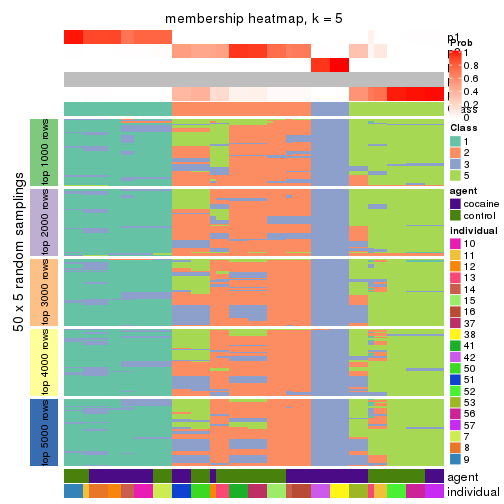 membership heatmap, k = 5
50 x 5 random samplings
top 1000 rows
top 2000 rows
top 3000 rows
top 4000 rows
top 5000 rows
p1
Prob
1
0.8
0.6
0.4
0.2
0
Class
1
2
3
5
agent
cocaine
control
individual
10
11
12
13
14
15
16
37
38
41
42
50
51
52
53
56
57
7
8
9
agent
individual